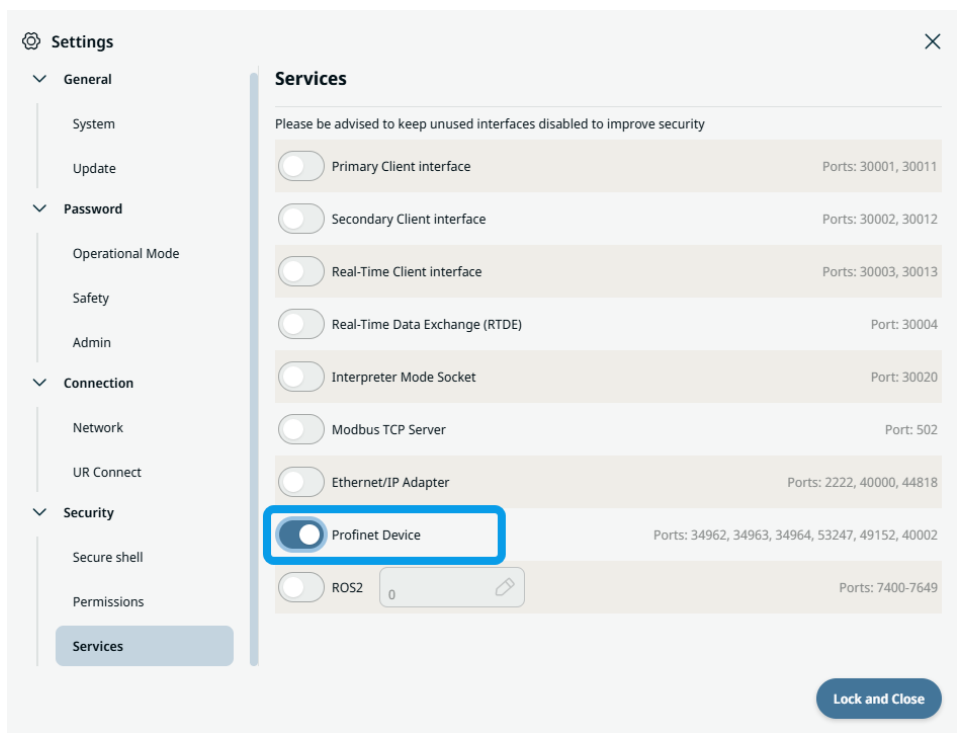 Settings
General
System
Update
Password
Operational Mode
Safety
Admin
Connection
Network
UR Connect
Security
Secure shell
Permissions
Services
Services
Please be advised to keep unused interfaces disabled to improve security
Primary Client interface Ports: 30001, 30011
Secondary Client interface Ports: 30002, 30012
Real-Time Client interface Ports: 30003, 30013
Real-Time Data Exchange (RTDE) Port: 30004
Interpreter Mode Socket Port: 30020
Modbus TCP Server Port: 502
Ethernet/IP Adapter Ports: 2222, 40000, 44818
Profinet Device Ports: 34962, 34963, 34964, 53247, 49152, 40002
ROS2 0 Ports: 7400-7649
Lock and Close